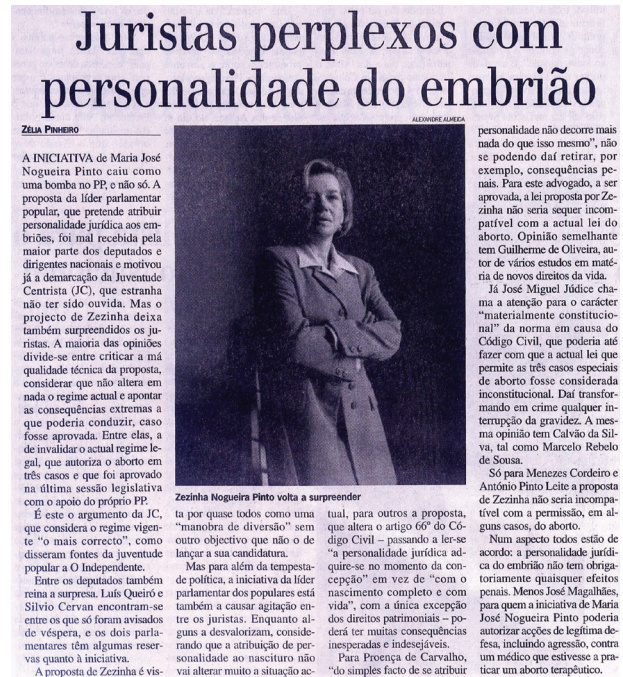 Juristas perplexos com
personalidade do embrião
ZÉLIA PINHEIRO
ALEXANDRE ALMEIDA
A INICIATIVA de Maria José
Nogueira Pinto caiu como
uma bomba no PP, e não só. A
proposta da líder parlamentar
popular, que pretende atribuir
personalidade jurídica aos em-
briões, foi mal recebida pela
maior parte dos deputados e
dirigentes nacionais e motivou
já a demarcação da Juventude
Centrista (JC), que estranha
não ter sido ouvida. Mas o
projecto de Zezinha deixa
também surpreendidos os ju-
ristas. A maioria das opiniões
divide-se entre criticar a má
qualidade técnica da proposta,
considerar que não altera em
nada o regime actual e apontar
as consequências extremas a
que poderia conduzir, caso
fosse aprovada. Entre elas, a
de invalidar o actual regime le-
gal, que autoriza o aborto em
três casos e que foi aprovado
na última sessão legislativa
com o apoio do próprio PP.
É este o argumento da JC,
que considera o regime vigen-
te “o mais correcto”, como
disseram fontes da juventude
popular a O Independente.
Entre os deputados também
reina a surpresa. Luís Queiró e
Silvio Cervan encontram-se
entre os que só foram avisados
de véspera, e os dois parla-
mentares têm algumas reser-
vas quanto à iniciativa.
A proposta de Zezinha é vis-
Zezinha Nogueira Pinto volta a surpreender
ta por quase todos como uma
“manobra de diversão” sem
outro objectivo que não o de
lançar a sua candidatura.
Mas para além da tempesta-
de política, a iniciativa da líder
parlamentar dos populares está
também a causar agitação en-
tre os juristas. Enquanto al-
guns a desvalorizam, conside-
rando que a atribuição de per-
sonalidade ao nascituro não
vai alterar muito a situação ac-
tual, para outros a proposta,
que altera o artigo 66º do Có-
digo Civil – passando a ler-se
“a personalidade jurídica ad-
quire-se no momento da con-
cepção” em vez de “com o
nascimento completo e com
vida”, com a única excepção
dos direitos patrimoniais – po-
derá ter muitas consequências
inesperadas e indesejáveis.
Para Proença de Carvalho,
“do simples facto de se atribuir
personalidade não decorre mais
nada do que isso mesmo”, não
se podendo daí retirar, por
exemplo, consequências pe-
nais. Para este advogado, a ser
aprovada, a lei proposta por Ze-
zinha não seria sequer incom-
patível com a actual lei do
aborto. Opinião semelhante
tem Guilherme de Oliveira, au-
tor de vários estudos em maté-
ria de novos direitos da vida.
Já José Miguel Júdice cha-
ma a atenção para o carácter
“materialmente constitucio-
nal” da norma em causa do
Código Civil, que poderia até
fazer com que a actual lei que
permite as três casos especiais
de aborto fosse considerada
inconstitucional. Daí transfor-
mando em crime qualquer in-
terrupção da gravidez. A mes-
ma opinião tem Calvão da Sil-
va, tal como Marcelo Rebelo
de Sousa.
Só para Menezes Cordeiro e
António Pinto Leite a proposta
de Zezinha não seria incompa-
tível com a permissão, em al-
guns casos, do aborto.
Num aspecto todos estão de
acordo: a personalidade jurídi-
ca do embrião não tem obriga-
toriamente quaisquer efeitos
penais. Menos José Magalhães,
para quem a iniciativa de Maria
José Nogueira Pinto poderia
autorizar acções de legítima de-
fesa, incluindo agressão, contra
um médico que estivesse a pra-
ticar um aborto terapêutico.